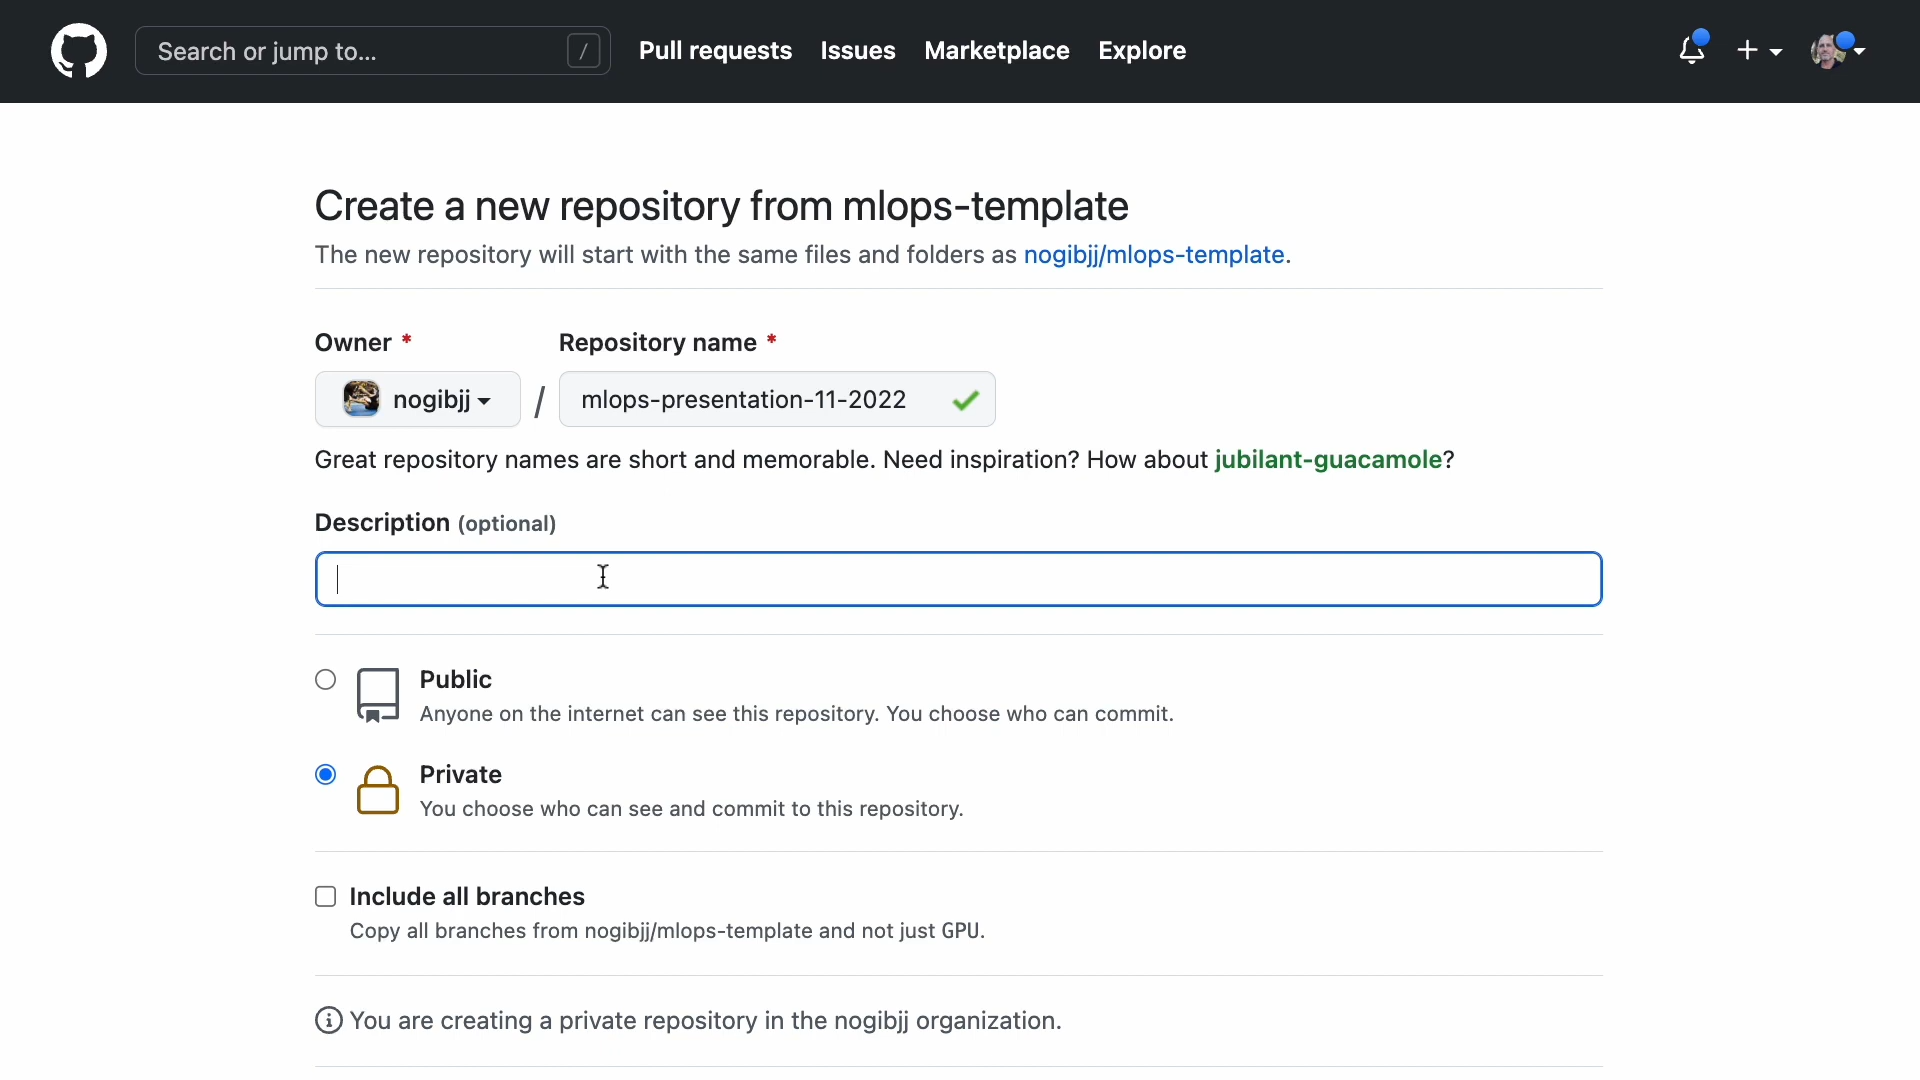 Search or jump to... /
Pull requests Issues Marketplace Explore
Create a new repository from mlops-template
The new repository will start with the same files and folders as nogibjj/mlops-template.
Owner * Repository name *
nogibjj / mlops-presentation-11-2022
Great repository names are short and memorable. Need inspiration? How about jubilant-guacamole?
Description (optional)
Public
Anyone on the internet can see this repository. You choose who can commit.
Private
You choose who can see and commit to this repository.
Include all branches
Copy all branches from nogibjj/mlops-template and not just GPU.
You are creating a private repository in the nogibjj organization.